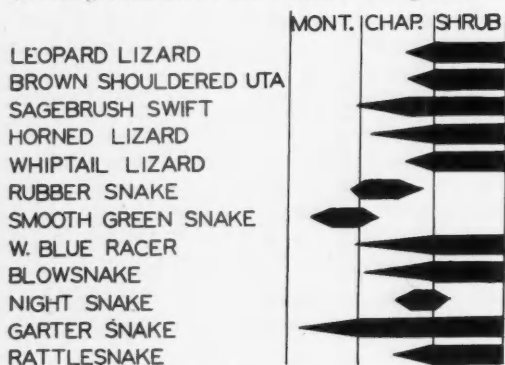 MONT. CHAP. SHRUB
LEOPARD LIZARD
BROWN SHOULDERED UTA
SAGEBRUSH SWIFT
HORNED LIZARD
WHIPTAIL LIZARD
RUBBER SNAKE
SMOOTH GREEN SNAKE
W. BLUE RACER
BLOWSNAKE
NIGHT SNAKE
GARTER SNAKE
RATTLESNAKE